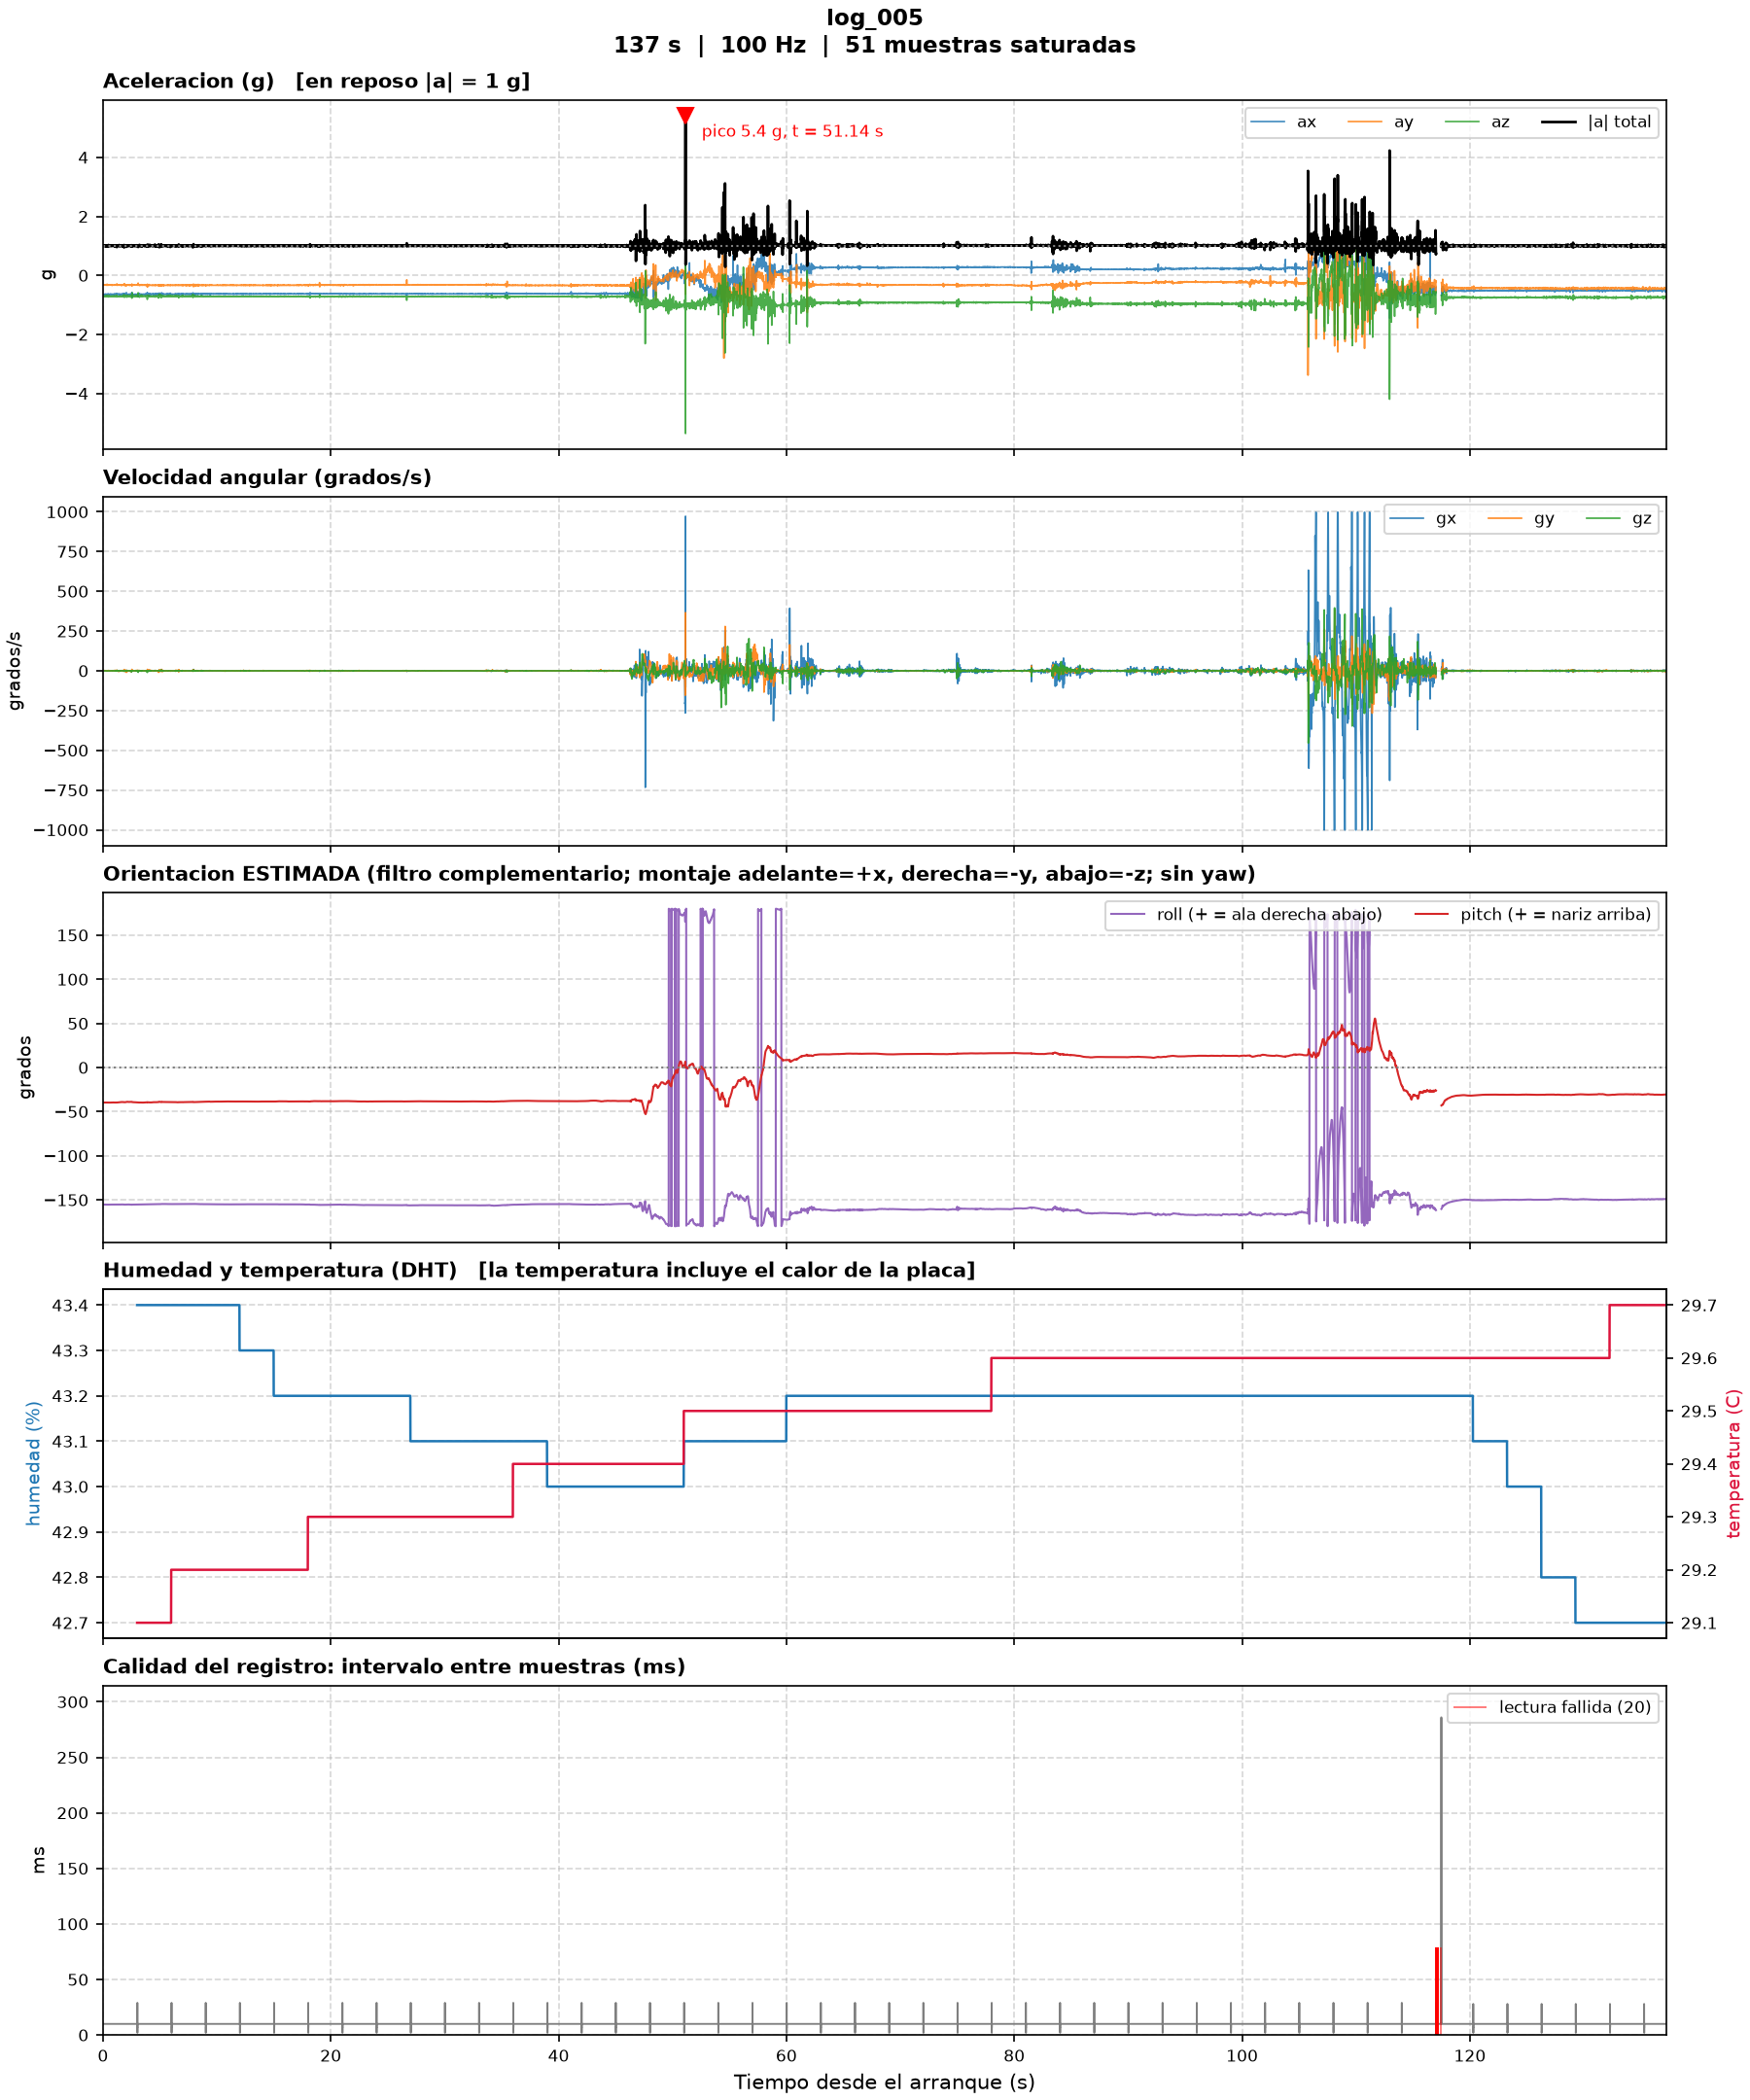 log_005
137 s | 100 Hz | 51 muestras saturadas
Aceleracion (g) [en reposo |a| = 1 g]
pico 5.4 g, t = 51.14 s
ax ay az |a| total
4
2
0
−2
−4
g
Velocidad angular (grados/s)
gx gy gz
1000
750
500
250
0
−250
−500
−750
−1000
grados/s
Orientacion ESTIMADA (filtro complementario; montaje adelante=+x, derecha=-y, abajo=-z; sin yaw)
roll (+ = ala derecha abajo) pitch (+ = nariz arriba)
150
100
50
0
−50
−100
−150
grados
Humedad y temperatura (DHT) [la temperatura incluye el calor de la placa]
43.4
43.3
43.2
43.1
43.0
42.9
42.8
42.7
humedad (%)
29.7
29.6
29.5
29.4
29.3
29.2
29.1
temperatura (C)
Calidad del registro: intervalo entre muestras (ms)
lectura fallida (20)
300
250
200
150
100
50
0
ms
0 20 40 60 80 100 120
Tiempo desde el arranque (s)